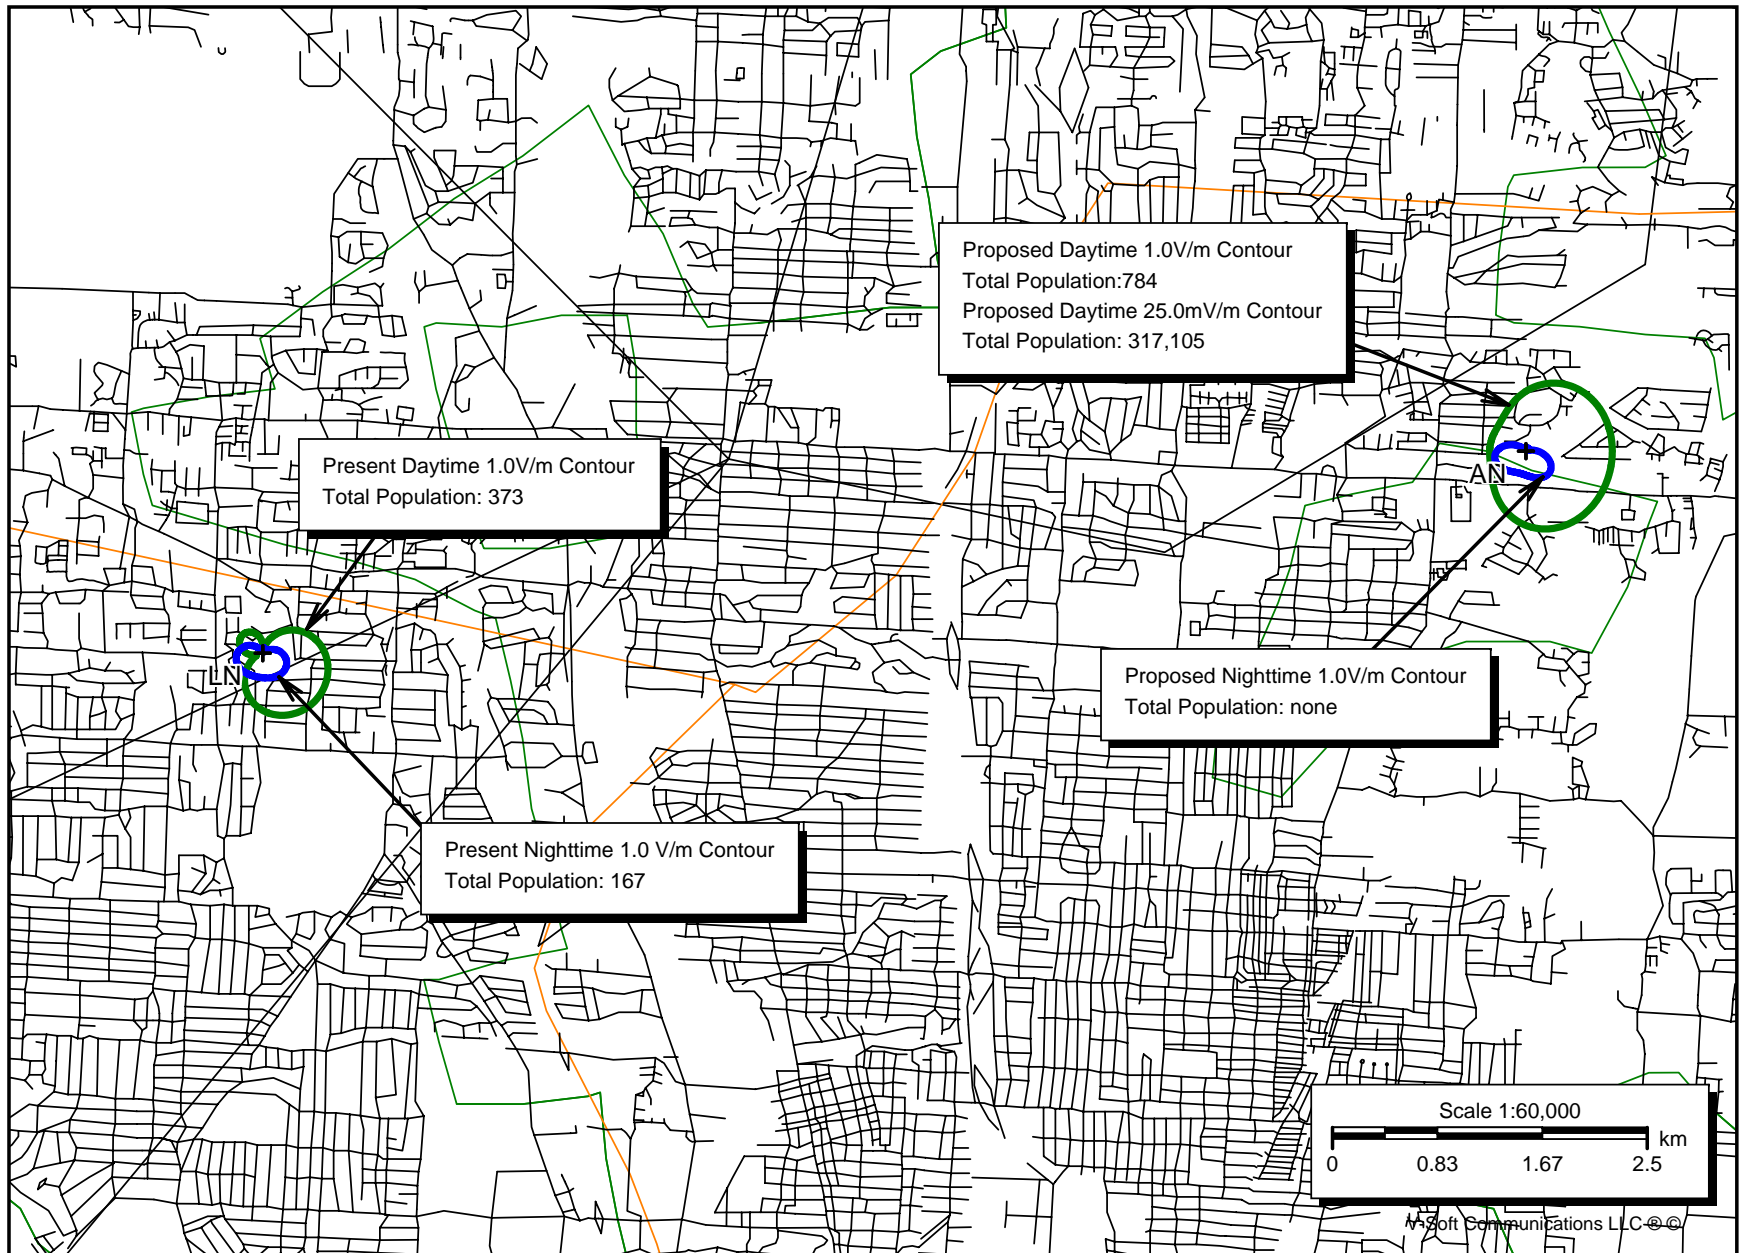 Proposed Daytime 1.0V/m Contour
Total Population:784
Proposed Daytime 25.0mV/m Contour
Total Population: 317,105
Present Daytime 1.0V/m Contour
Total Population: 373
AN
LN
Proposed Nighttime 1.0V/m Contour
Total Population: none
Present Nighttime 1.0 V/m Contour
Total Population: 167
Scale 1:60,000
km
0 0.83 1.67 2.5
V-Soft Communications LLC ® ©